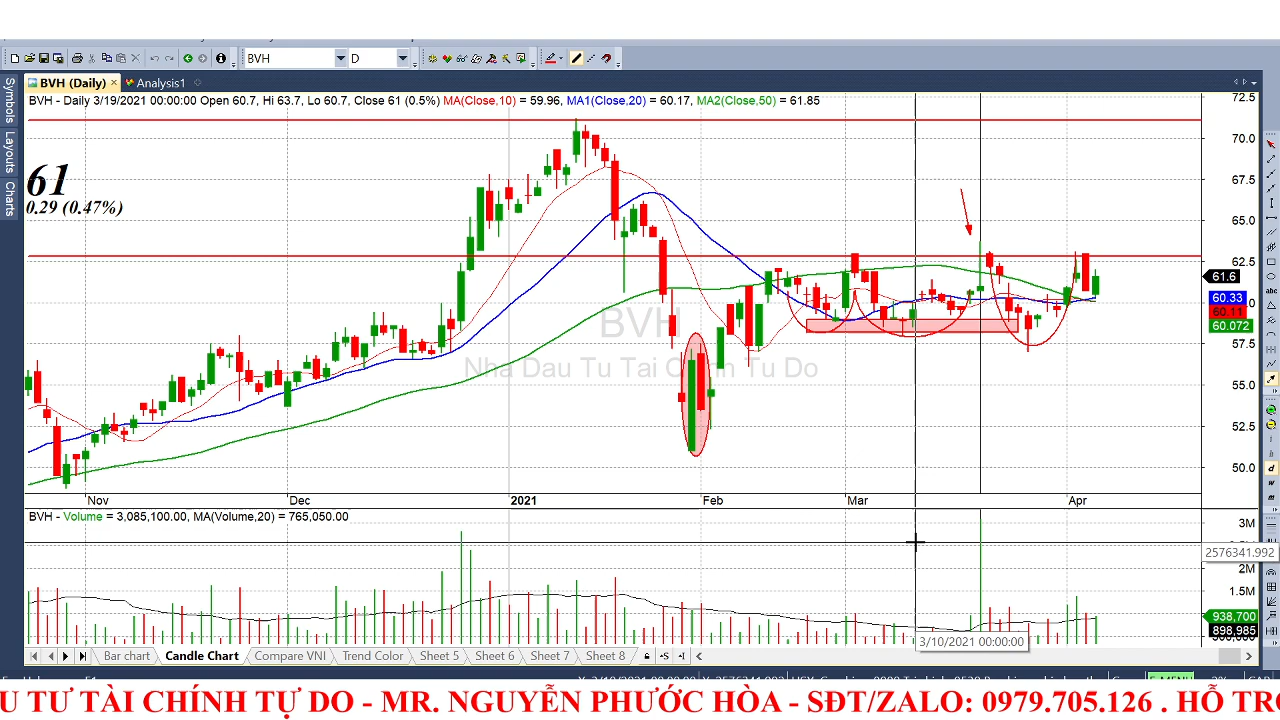 BVH D
BVH (Daily) Analysis1
Symbols
Layouts
Charts
BVH - Daily 3/19/2021 00:00:00 Open 60.7, Hi 63.7, Lo 60.7, Close 61 (0.5%) MA(Close,10) = 59.96, MA1(Close,20) = 60.17, MA2(Close,50) = 61.85
61
0.29 (0.47%)
72.5
70.0
67.5
65.0
62.5
61.6
60.33
60.11
60.072
57.5
55.0
52.5
50.0
BVH
Nha Dau Tu Tai Chinh Tu Do
Nov Dec 2021 Feb Mar Apr
BVH - Volume = 3,085,100.00, MA(Volume,20) = 765,050.00
3M
2576341.992
2M
1.5M
938,700
898,985
3/10/2021 00:00:00
abc
Bar chart Candle Chart Compare VNI Trend Color Sheet 5 Sheet 6 Sheet 7 Sheet 8
U TƯ TÀI CHÍNH TỰ DO - MR. NGUYỄN PHƯỚC HÒA - SĐT/ZALO: 0979.705.126 . HỖ TRỢ